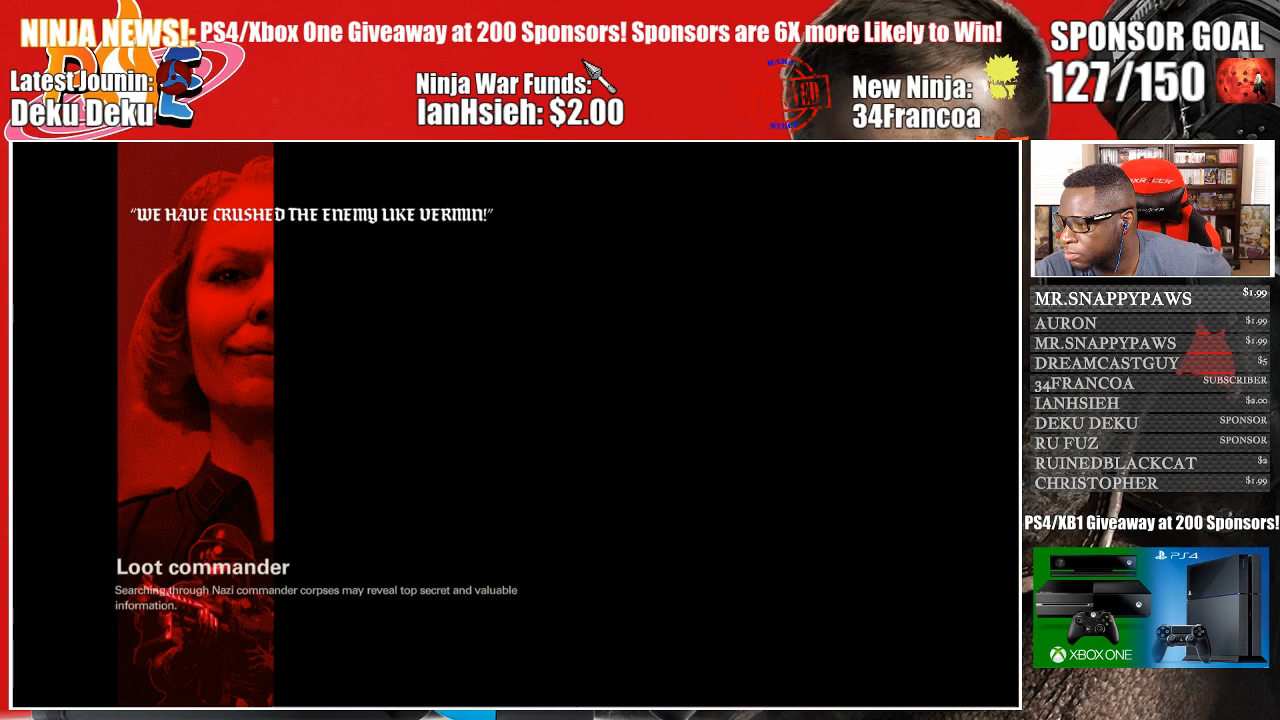 NINJA NEWS!: PS4/Xbox One Giveaway at 200 Sponsors! Sponsors are 6X more Likely to Win!
SPONSOR GOAL
127/150
Latest Jounin:
Deku Deku
Ninja War Funds:
IanHsieh: $2.00
New Ninja:
34Francoa
"WE HAVE CRUSHED THE ENEMY LIKE VERMIN!"
Loot commander
Searching through Nazi commander corpses may reveal top secret and valuable
information.
MR.SNAPPYPAWS $1.99
AURON $1.99
MR.SNAPPYPAWS $1.99
DREAMCASTGUY $5
34FRANCOA SUBSCRIBER
IANHSIEH $2.00
DEKU DEKU SPONSOR
RU FUZ SPONSOR
RUINEDBLACKCAT $2
CHRISTOPHER $1.99
PS4/XB1 Giveaway at 200 Sponsors!
XBOX ONE
PS4